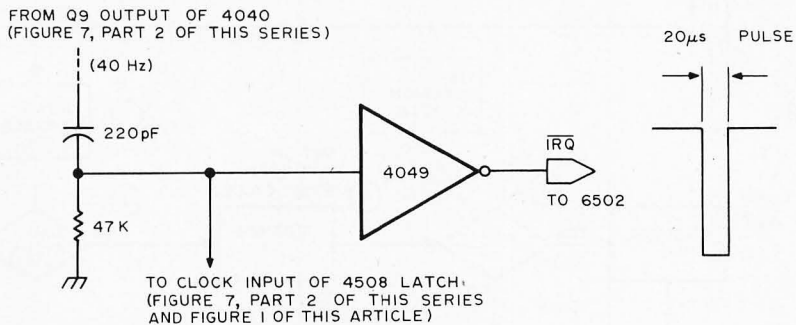 FROM Q9 OUTPUT OF 4040
(FIGURE 7, PART 2 OF THIS SERIES)
(40 Hz)
220pF
47K
4049
IRQ
TO 6502
20μs PULSE
TO CLOCK INPUT OF 4508 LATCH
(FIGURE 7, PART 2 OF THIS SERIES
AND FIGURE 1 OF THIS ARTICLE)